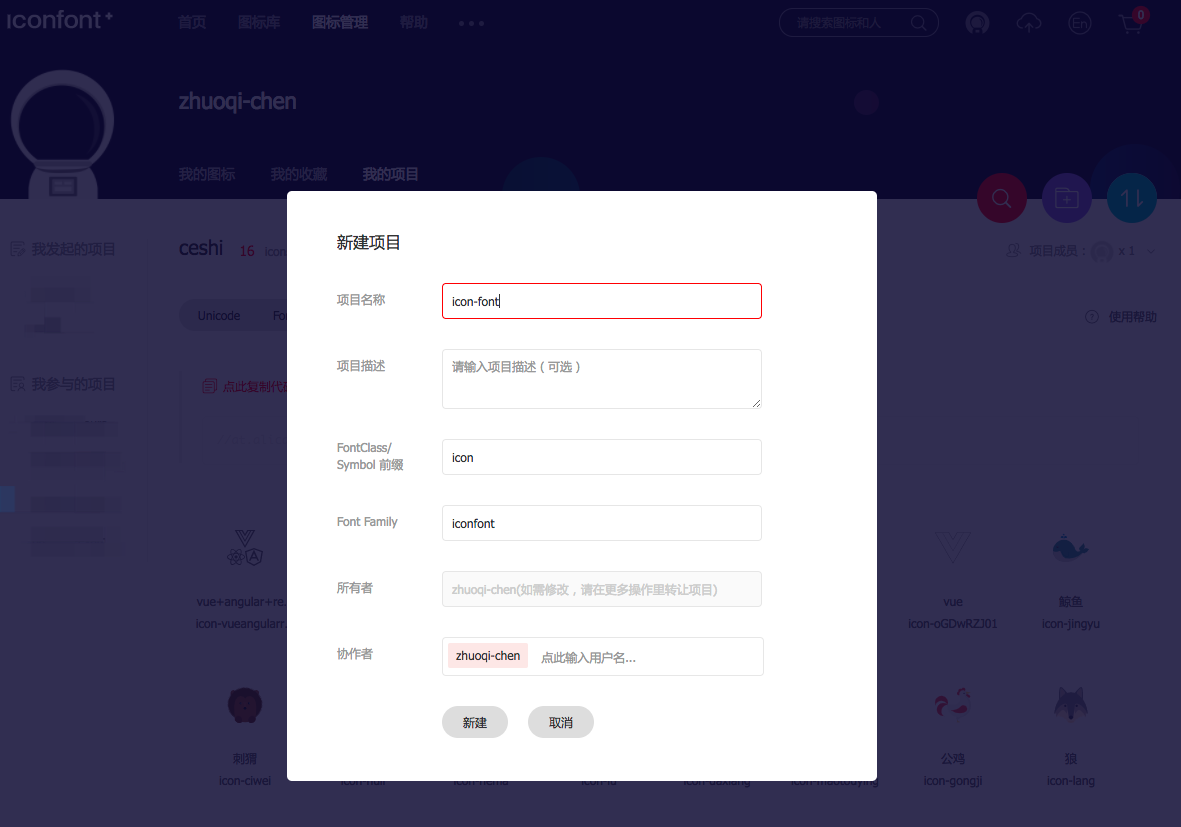 iconfont+
首页 图标库 图标管理 帮助
请搜索图标和人
En
0
zhuoqi-chen
我的图标 我的收藏 我的项目
我发起的项目
ceshi 16 icons
项目成员： x 1
Unicode
使用帮助
我参与的项目
点此复制代码
新建项目
项目名称
icon-font
项目描述
请输入项目描述（可选）
FontClass/
Symbol 前缀
icon
Font Family
iconfont
所有者
zhuoqi-chen(如需修改，请在更多操作里转让项目)
协作者
zhuoqi-chen 点此输入用户名...
新建 取消
vue+angular+re..
icon-vueangularr..
vue
icon-oGDwRZJ01
鲸鱼
icon-jingyu
刺猬
icon-ciwei
公鸡
icon-gongji
狼
icon-lang